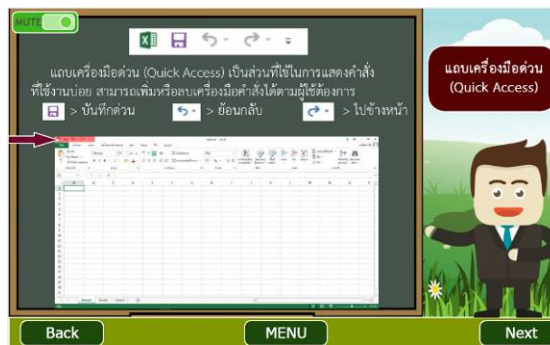 MUTE
แถบเครื่องมือด่วน (Quick Access) เป็นส่วนที่ใช้ในการแสดงคำสั่ง
ที่ใช้งานบ่อย สามารถเพิ่มหรือลบเครื่องมือคำสั่งได้ตามผู้ใช้ต้องการ
> บันทึกด่วน > ย้อนกลับ > ไปข้างหน้า
แถบเครื่องมือด่วน
(Quick Access)
Back
MENU
Next